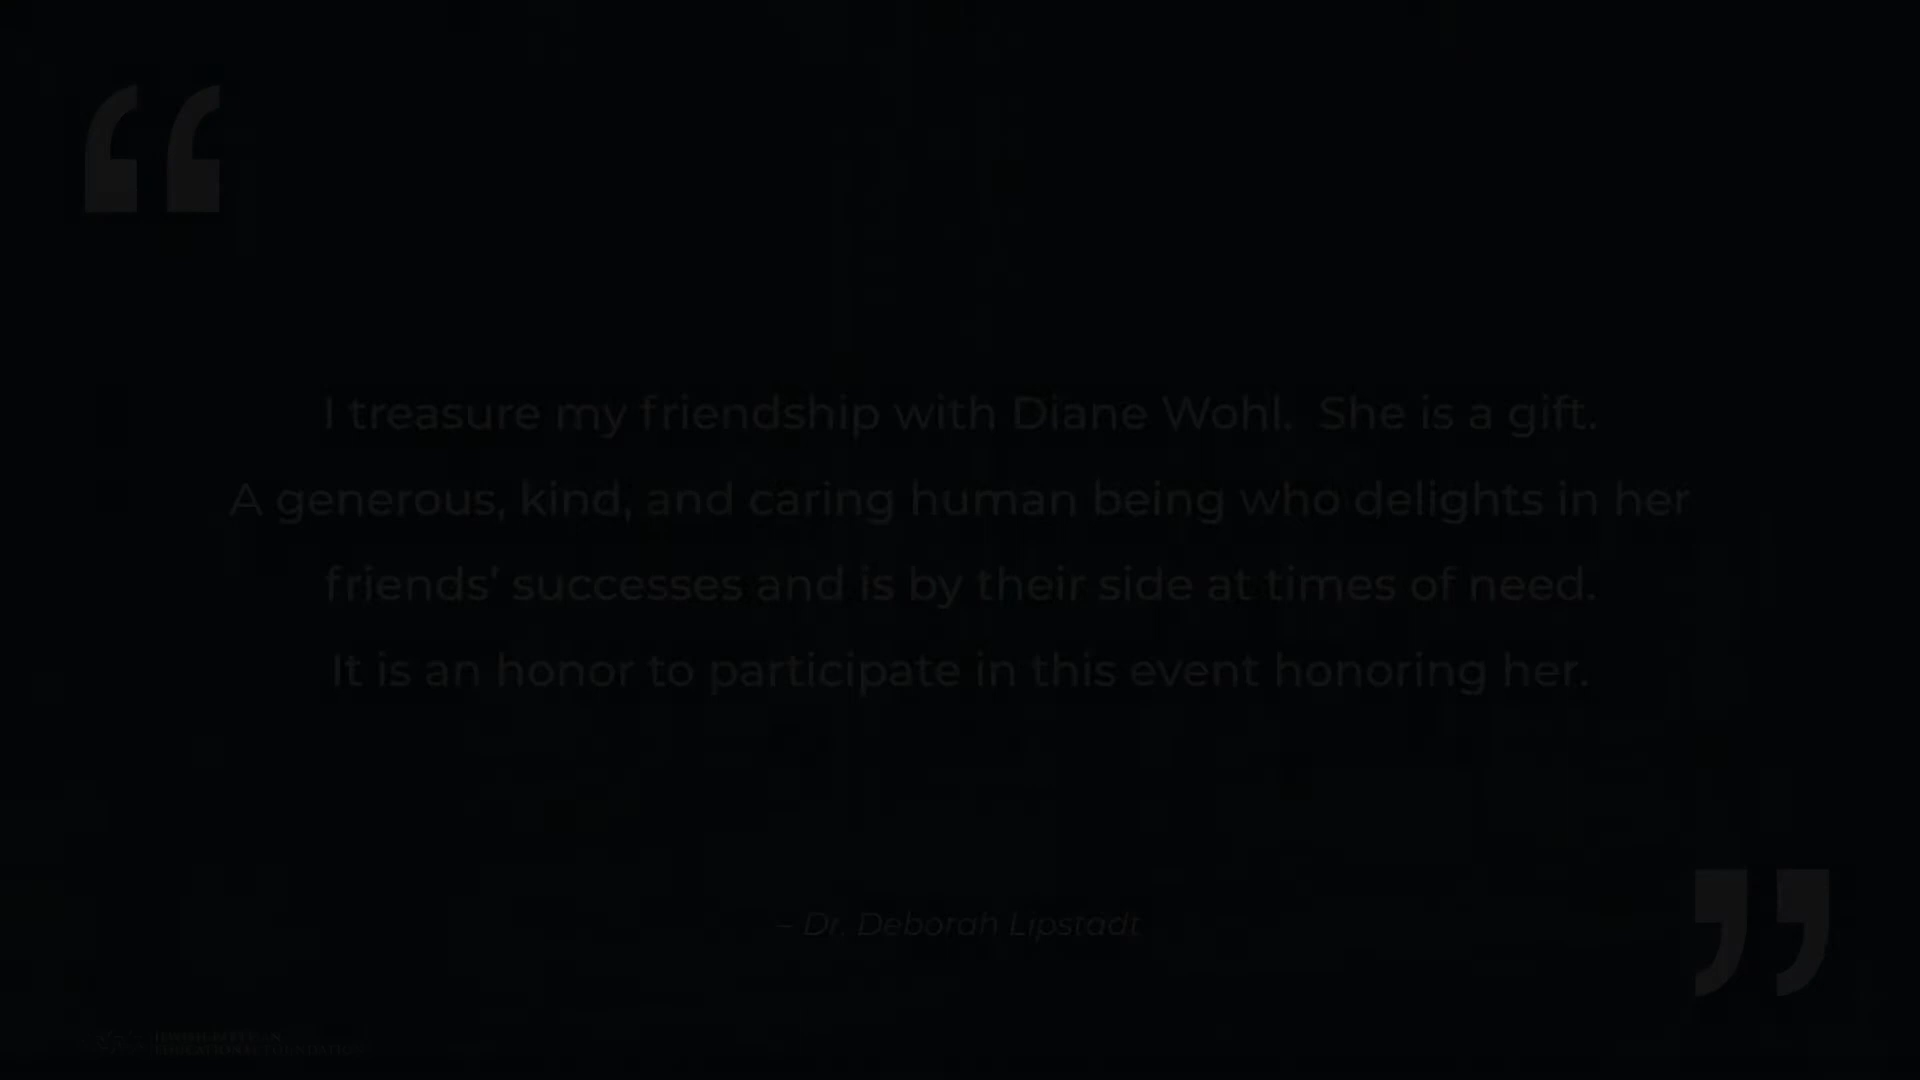 “
I treasure my friendship with Diane Wohl. She is a gift.
A generous, kind, and caring human being who delights in her
friends' successes and is by their side at times of need.
It is an honor to participate in this event honoring her.
”
– Dr. Deborah Lipstadt
EDUCATIONAL FOUNDATION